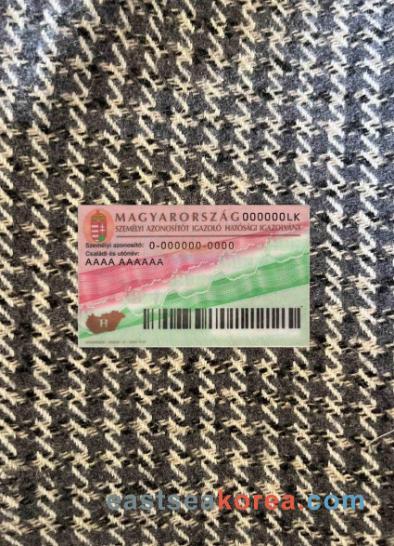 MAGYARORSZÁG 000000LK
SZEMÉLYI AZONOSÍTÓT IGAZOLÓ HATÓSÁGI IGAZOLVÁNY
Személyi azonosító: 0-000000-0000
Családi és utónév:
AAAA AAAAAA
H
eastseakorea.com